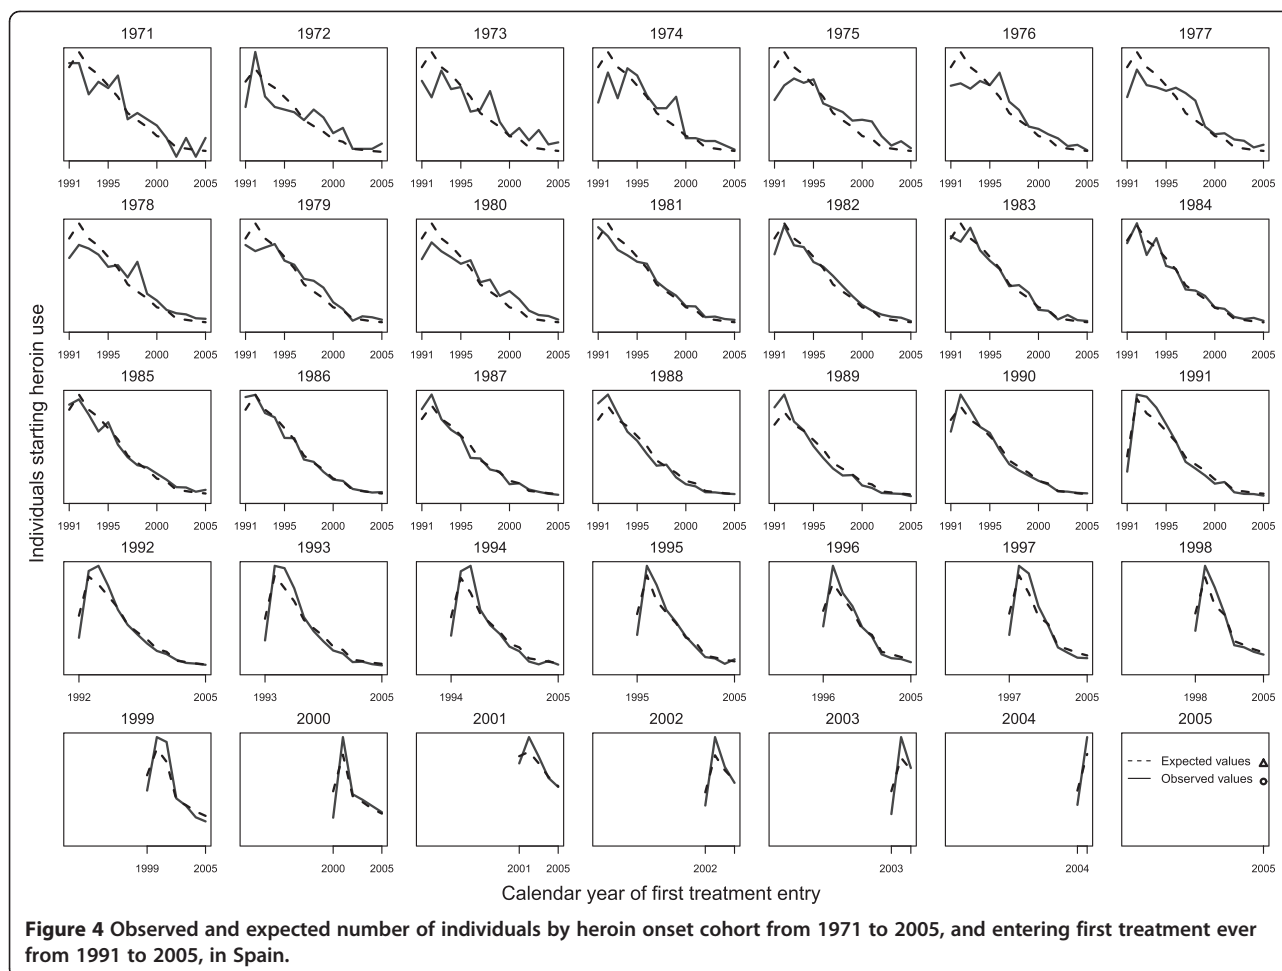 1971 1972 1973 1974 1975 1976 1977
1991 1995 2000 2005 1991 1995 2000 2005 1991 1995 2000 2005 1991 1995 2000 2005 1991 1995 2000 2005 1991 1995 2000 2005 1991 1995 2000 2005
1978 1979 1980 1981 1982 1983 1984
1991 1995 2000 2005 1991 1995 2000 2005 1991 1995 2000 2005 1991 1995 2000 2005 1991 1995 2000 2005 1991 1995 2000 2005 1991 1995 2000 2005
Individuals starting heroin use
1985 1986 1987 1988 1989 1990 1991
1991 1995 2000 2005 1991 1995 2000 2005 1991 1995 2000 2005 1991 1995 2000 2005 1991 1995 2000 2005 1991 1995 2000 2005 1991 1995 2000 2005
1992 1993 1994 1995 1996 1997 1998
1992 2005 1993 2005 1994 2005 1995 2005 1996 2005 1997 2005 1998 2005
1999 2000 2001 2002 2003 2004 2005
Expected values
Observed values
1999 2005 2000 2005 2001 2005 2002 2003 2004 2005
Calendar year of first treatment entry
Figure 4 Observed and expected number of individuals by heroin onset cohort from 1971 to 2005, and entering first treatment ever
from 1991 to 2005, in Spain.